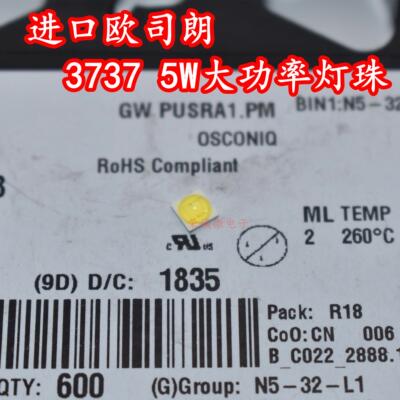 进口欧司朗
3737 5W大功率灯珠
GW PUSRA1.PM
BIN1:N5-32
OSCONIQ
RoHS Compliant
ML TEMP
2 260°C
(9D) D/C: 1835
Pack: R18
CoO:CN 006
B_C022_2888.1
QTY: 600
(G)Group: N5-32-L1